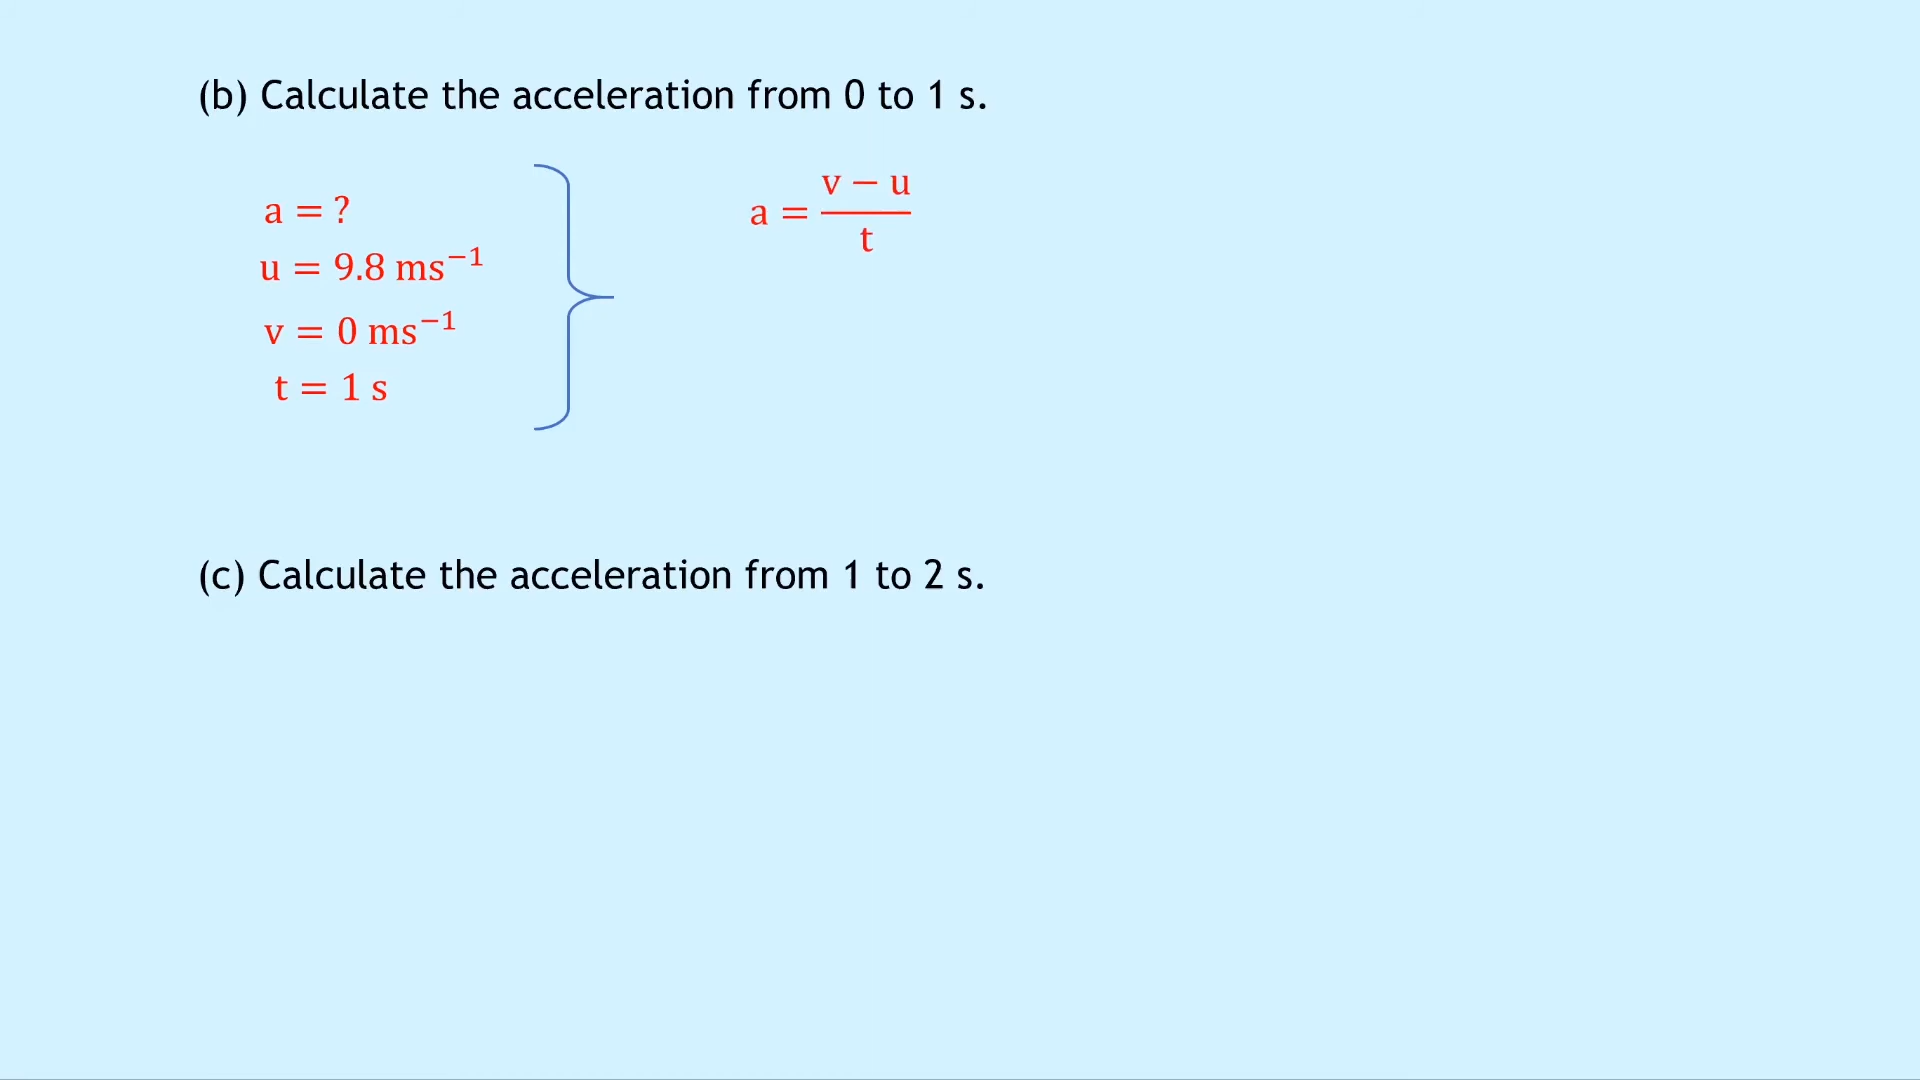 (b) Calculate the acceleration from 0 to 1 s.
a = ?
u = 9.8 ms⁻¹
v = 0 ms⁻¹
t = 1 s
a = (v − u)/t
(c) Calculate the acceleration from 1 to 2 s.